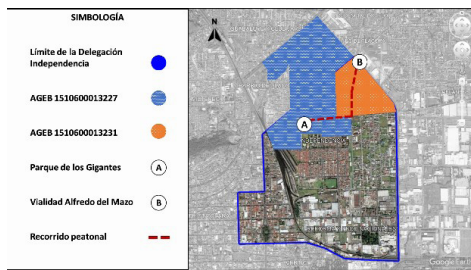 SIMBOLOGÍA
Límite de la Delegación
Independencia
AGEB 1510600013227
AGEB 1510600013231
Parque de los Gigantes
A
Vialidad Alfredo del Mazo
B
Recorrido peatonal
N
B
A
Google Earth